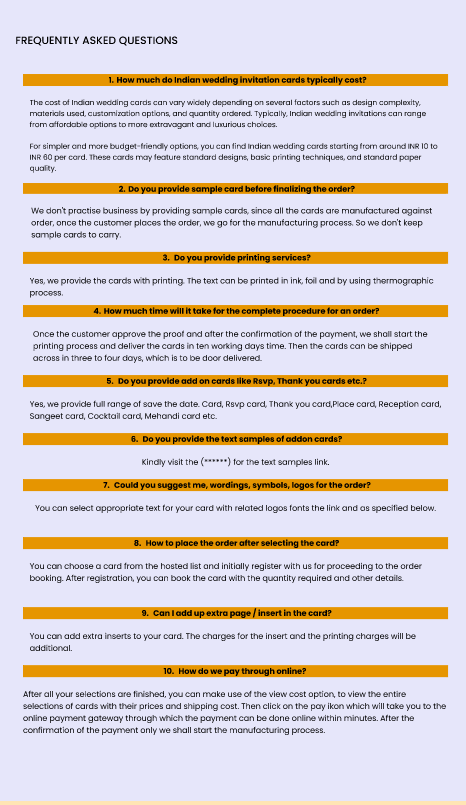 FREQUENTLY ASKED QUESTIONS
1. How much do Indian wedding invitation cards typically cost?
The cost of Indian wedding cards can vary widely depending on several factors such as design complexity,
materials used, customization options, and quantity ordered. Typically, Indian wedding invitations can range
from affordable options to more extravagant and luxurious choices.
For simpler and more budget-friendly options, you can find Indian wedding cards starting from around INR 10 to
INR 60 per card. These cards may feature standard designs, basic printing techniques, and standard paper
quality.
2. Do you provide sample card before finalizing the order?
We don't practise business by providing sample cards, since all the cards are manufactured against
order, once the customer places the order, we go for the manufacturing process. So we don't keep
sample cards to carry.
3. Do you provide printing services?
Yes, we provide the cards with printing. The text can be printed in ink, foil and by using thermographic
process.
4. How much time will it take for the complete procedure for an order?
Once the customer approve the proof and after the confirmation of the payment, we shall start the
printing process and deliver the cards in ten working days time. Then the cards can be shipped
across in three to four days, which is to be door delivered.
5. Do you provide add on cards like Rsvp, Thank you cards etc.?
Yes, we provide full range of save the date. Card, Rsvp card, Thank you card,Place card, Reception card,
Sangeet card, Cocktail card, Mehandi card etc.
6. Do you provide the text samples of addon cards?
Kindly visit the (******) for the text samples link.
7. Could you suggest me, wordings, symbols, logos for the order?
You can select appropriate text for your card with related logos fonts the link and as specified below.
8. How to place the order after selecting the card?
You can choose a card from the hosted list and initially register with us for proceeding to the order
booking. After registration, you can book the card with the quantity required and other details.
9. Can I add up extra page / insert in the card?
You can add extra inserts to your card. The charges for the insert and the printing charges will be
additional.
10. How do we pay through online?
After all your selections are finished, you can make use of the view cost option, to view the entire
selections of cards with their prices and shipping cost. Then click on the pay ikon which will take you to the
online payment gateway through which the payment can be done online within minutes. After the
confirmation of the payment only we shall start the manufacturing process.